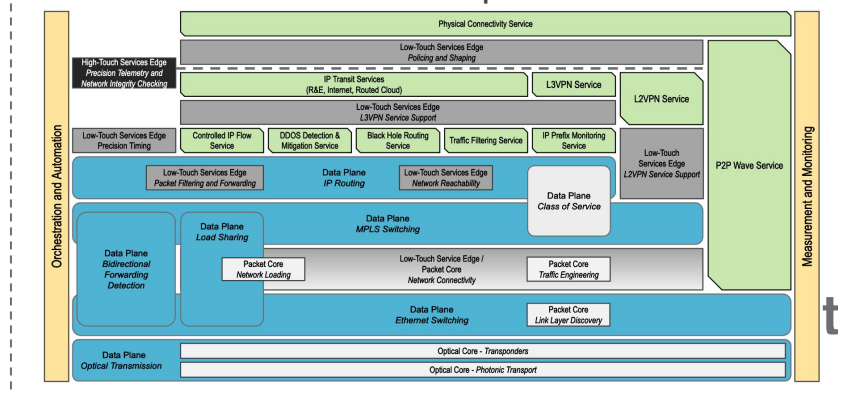 Physical Connectivity Service
Low-Touch Services Edge
Policing and Shaping
High-Touch Services Edge
Precision Telemetry and
Network Integrity Checking
IP Transit Services
(R&E, Internet, Routed Cloud)
L3VPN Service
L2VPN Service
Low-Touch Services Edge
L3VPN Service Support
Low-Touch Services Edge
Precision Timing
Controlled IP Flow
Service
DDOS Detection &
Mitigation Service
Black Hole Routing
Service
Traffic Filtering Service
IP Prefix Monitoring
Service
Low-Touch
Services Edge
L2VPN Service Support
P2P Wave Service
Orchestration and Automation
Measurement and Monitoring
Low-Touch Services Edge
Packet Filtering and Forwarding
Data Plane
IP Routing
Low-Touch Services Edge
Network Reachability
Data Plane
Class of Service
Data Plane
MPLS Switching
Data Plane
Load Sharing
Data Plane
Bidirectional
Forwarding
Detection
Packet Core
Network Loading
Low-Touch Service Edge /
Packet Core
Network Connectivity
Packet Core
Traffic Engineering
Data Plane
Ethernet Switching
Packet Core
Link Layer Discovery
t
Data Plane
Optical Transmission
Optical Core - Transponders
Optical Core - Photonic Transport